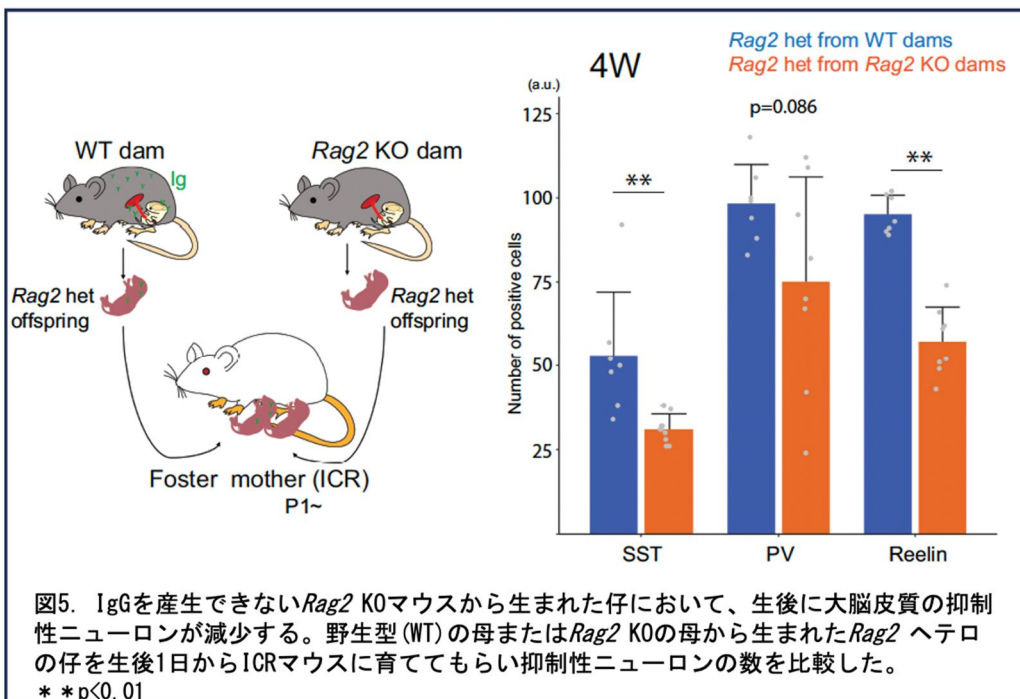 WT dam
Rag2 KO dam
Ig
Rag2 het
offspring
Rag2 het
offspring
Foster mother (ICR)
P1~
4W
Rag2 het from WT dams
Rag2 het from Rag2 KO dams
(a.u.)
125
100
75
50
25
Number of positive cells
**
p=0.086
**
SST
PV
Reelin
図5. IgGを産生できないRag2 KOマウスから生まれた仔において、生後に大脳皮質の抑制
性ニューロンが減少する。野生型(WT)の母またはRag2 KOの母から生まれたRag2 ヘテロ
の仔を生後1日からICRマウスに育ててもらい抑制性ニューロンの数を比較した。
**p<0.01